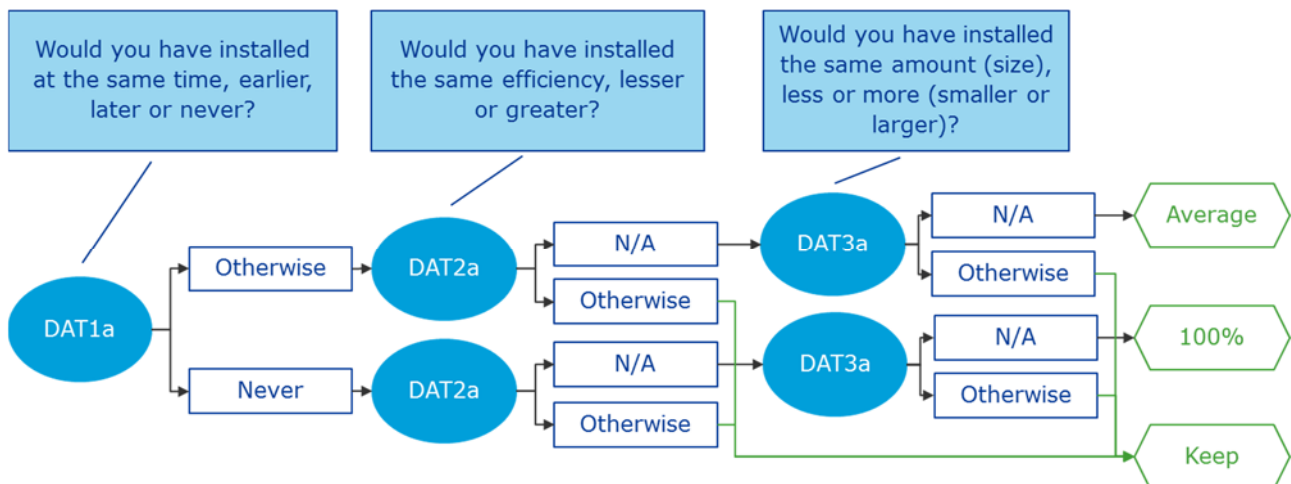 Would you have installed
at the same time, earlier,
later or never?
Would you have installed
the same efficiency, lesser
or greater?
Would you have installed
the same amount (size),
less or more (smaller or
larger)?
DAT1a
Otherwise
Never
DAT2a
N/A
Otherwise
DAT2a
N/A
Otherwise
DAT3a
N/A
Otherwise
DAT3a
N/A
Otherwise
Average
100%
Keep